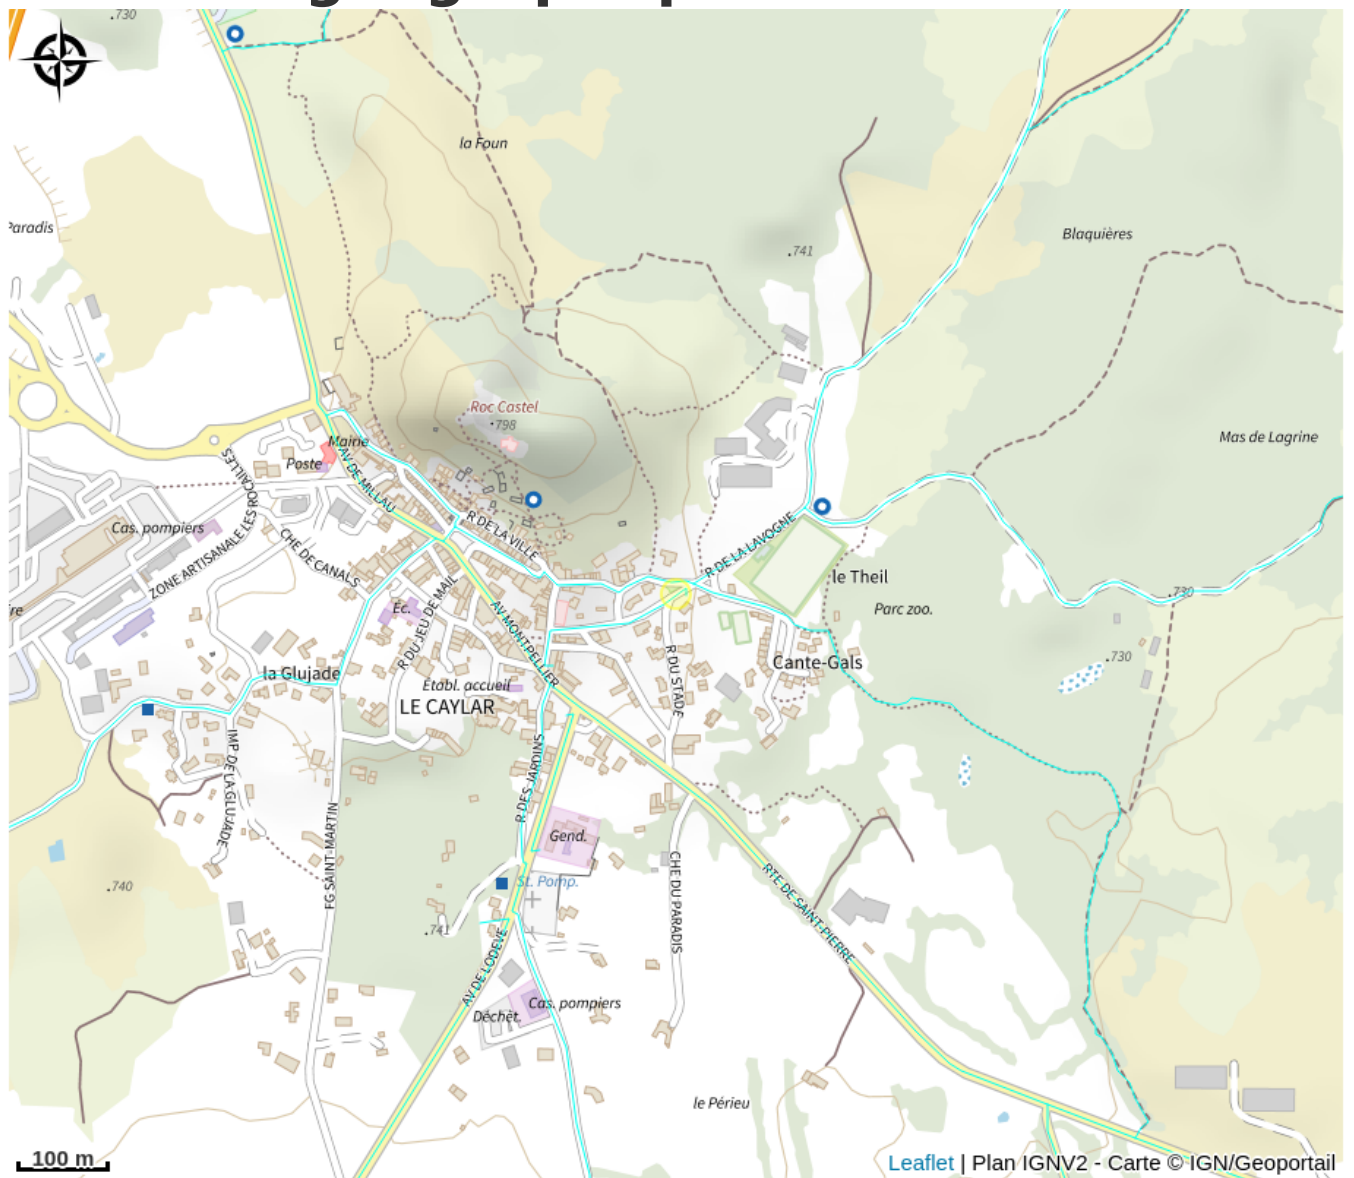 .730
la Foun
Paradis
Blaquières
.741
Roc Castel
.798
Mas de Lagrine
Mairie
Poste
AV DE MILLAU
ZONE ARTISANALE LES ROCAILLES
Cas. pompiers
R DE LA VILLE
R DE LA LAVOGNE
CHE DE CANALS
le Theil
.730
Éc.
R DU JEU DE MAIL
AV MONTPELLIER
Parc zoo.
la Glujade
R DU STADE
Cante-Gals
.730
Établ. accueil
LE CAYLAR
IMP DE LA GLUJADE
R DES JARDINS
Gend.
FG SAINT-MARTIN
CHE DU PARADIS
RTE DE SAINT-PIERRE
St. Pomp.
.740
.741
AV DE LODEVE
Cas. pompiers
Déchèt.
le Périeu
100 m
Leaflet | Plan IGNV2 - Carte © IGN/Geoportail